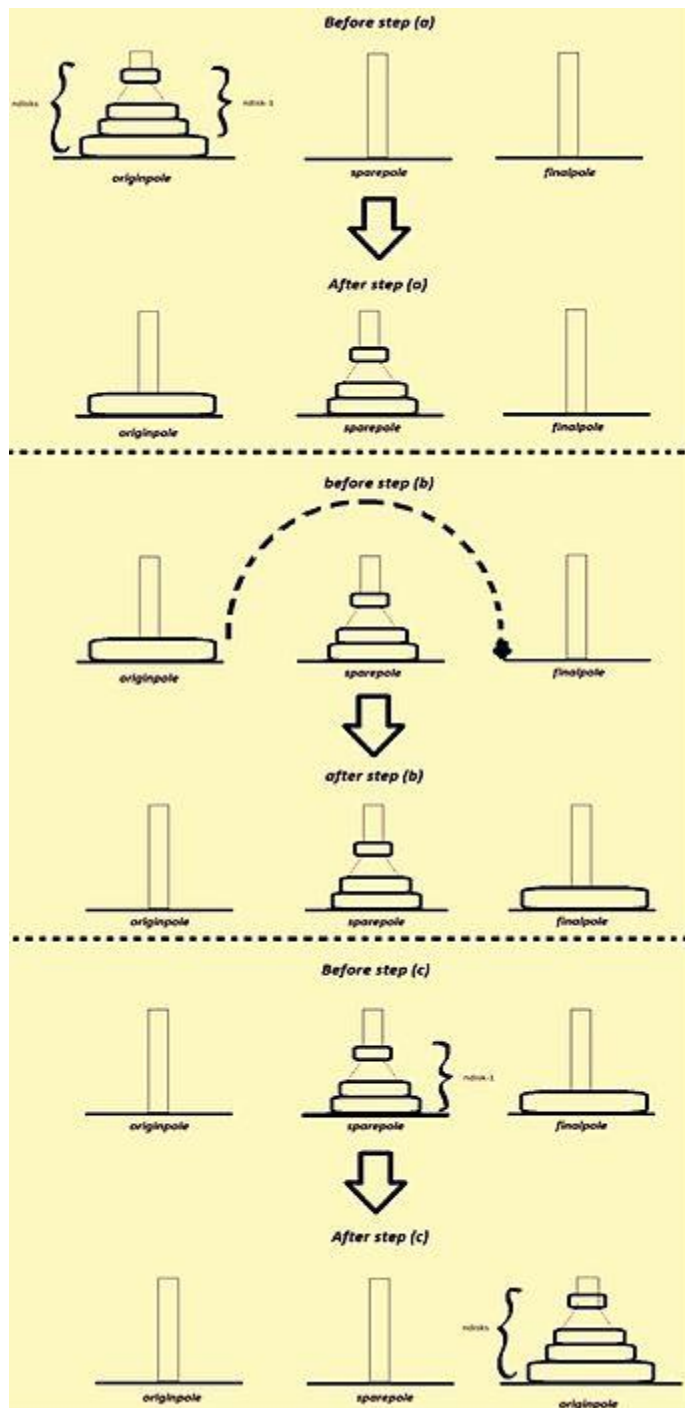 Before step (a)
ndisks
ndisk-1
originpole
sparepole
finalpole
After step (a)
originpole
sparepole
finalpole
before step (b)
originpole
sparepole
finalpole
after step (b)
originpole
sparepole
finalpole
Before step (c)
ndisk-1
originpole
sparepole
finalpole
After step (c)
ndisks
originpole
sparepole
originpole